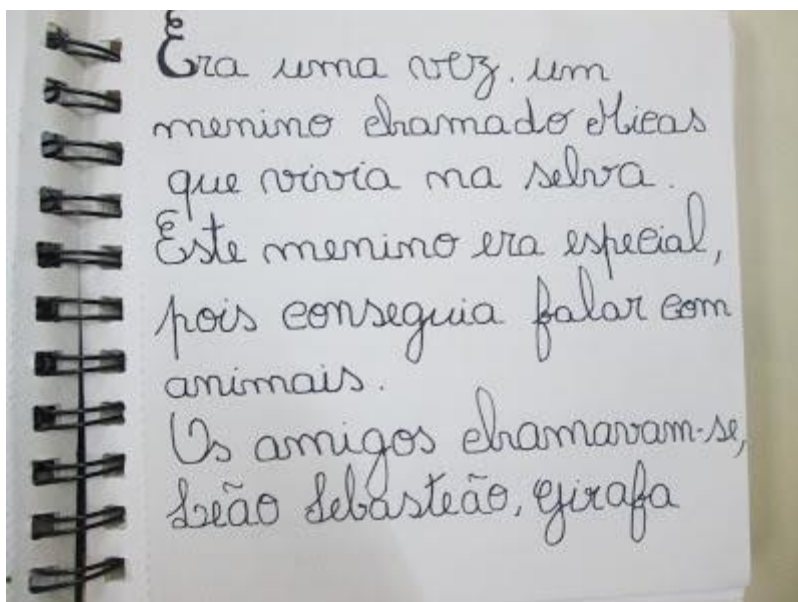 Era uma vez, um
menino chamado Micas
que vivia na selva.
Este menino era especial,
pois conseguia falar com
animais.
Os amigos chamavam-se,
Leão Sebasteão, Girafa